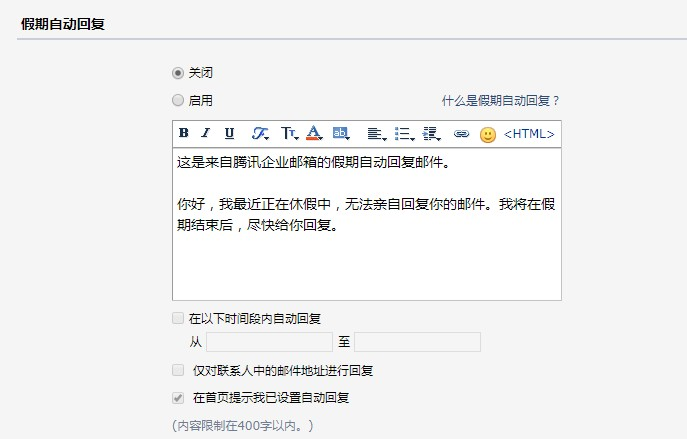 假期自动回复
关闭
启用 什么是假期自动回复？
B I U F TT A ab <HTML>
这是来自腾讯企业邮箱的假期自动回复邮件。
你好，我最近正在休假中，无法亲自回复你的邮件。我将在假
期结束后，尽快给你回复。
在以下时间段内自动回复
从 至
仅对联系人中的邮件地址进行回复
在首页提示我已设置自动回复
(内容限制在400字以内。)